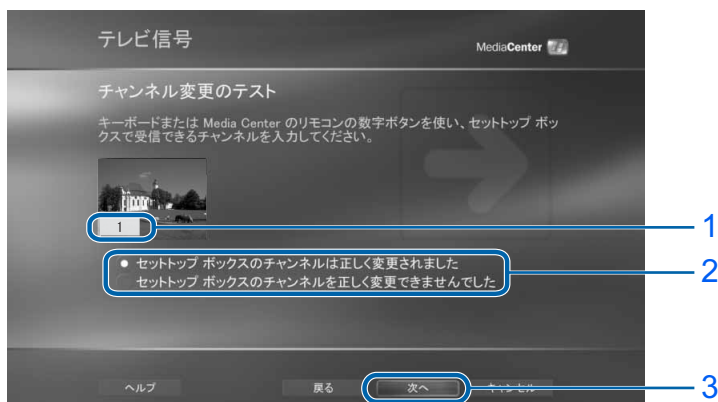 テレビ信号
MediaCenter
チャンネル変更のテスト
キーボードまたは Media Center のリモコンの数字ボタンを使い、セットトップ ボッ
クスで受信できるチャンネルを入力してください。
1
1
セットトップ ボックスのチャンネルは正しく変更されました
セットトップ ボックスのチャンネルを正しく変更できませんでした
2
ヘルプ
戻る
次へ
キャンセル
3